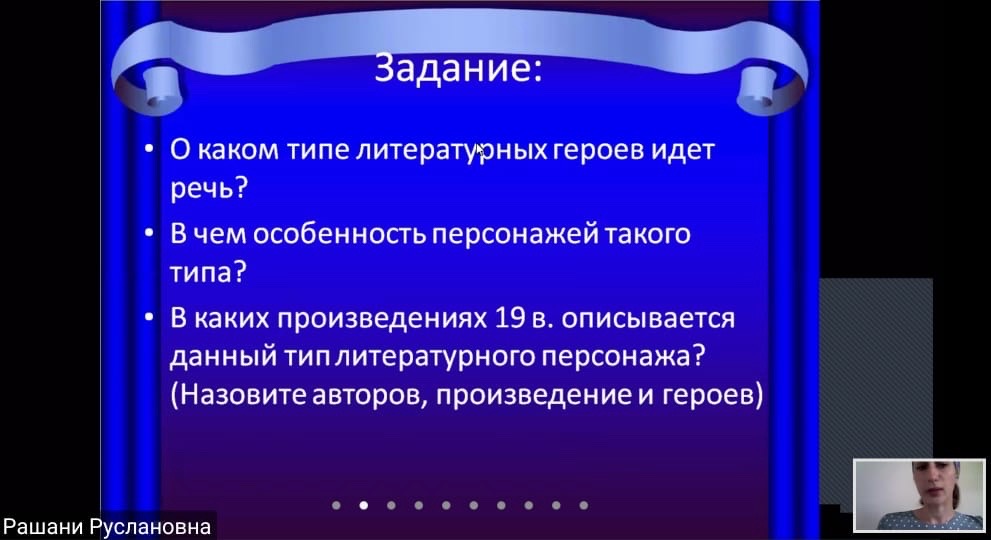 Задание:
• О каком типе литературных героев идет
речь?
• В чем особенность персонажей такого
типа?
• В каких произведениях 19 в. описывается
данный тип литературного персонажа?
(Назовите авторов, произведение и героев)
Рашани Руслановна